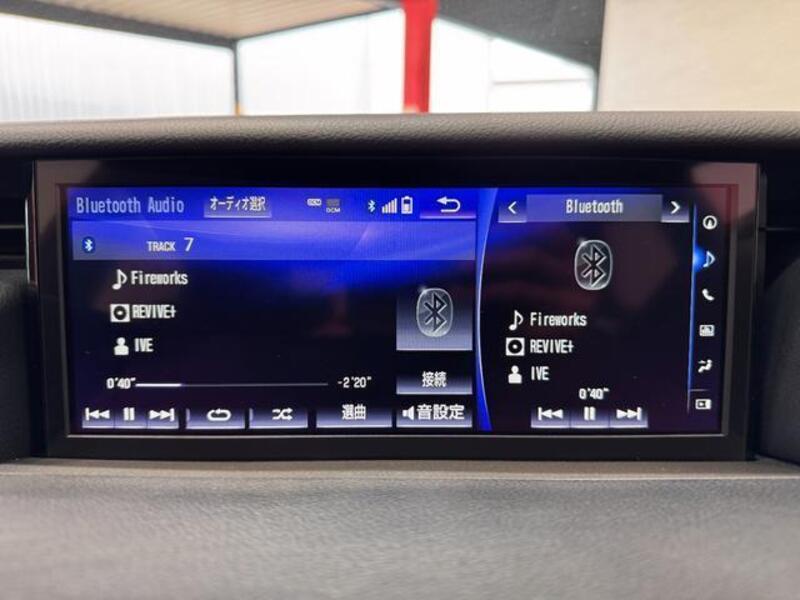 Bluetooth Audio オーディオ選択 DCM DCM
TRACK 7
Fireworks
REVIVE+
IVE
0'40" -2'20"
接続
選曲 音設定
Bluetooth
Fireworks
REVIVE+
IVE
0'40"